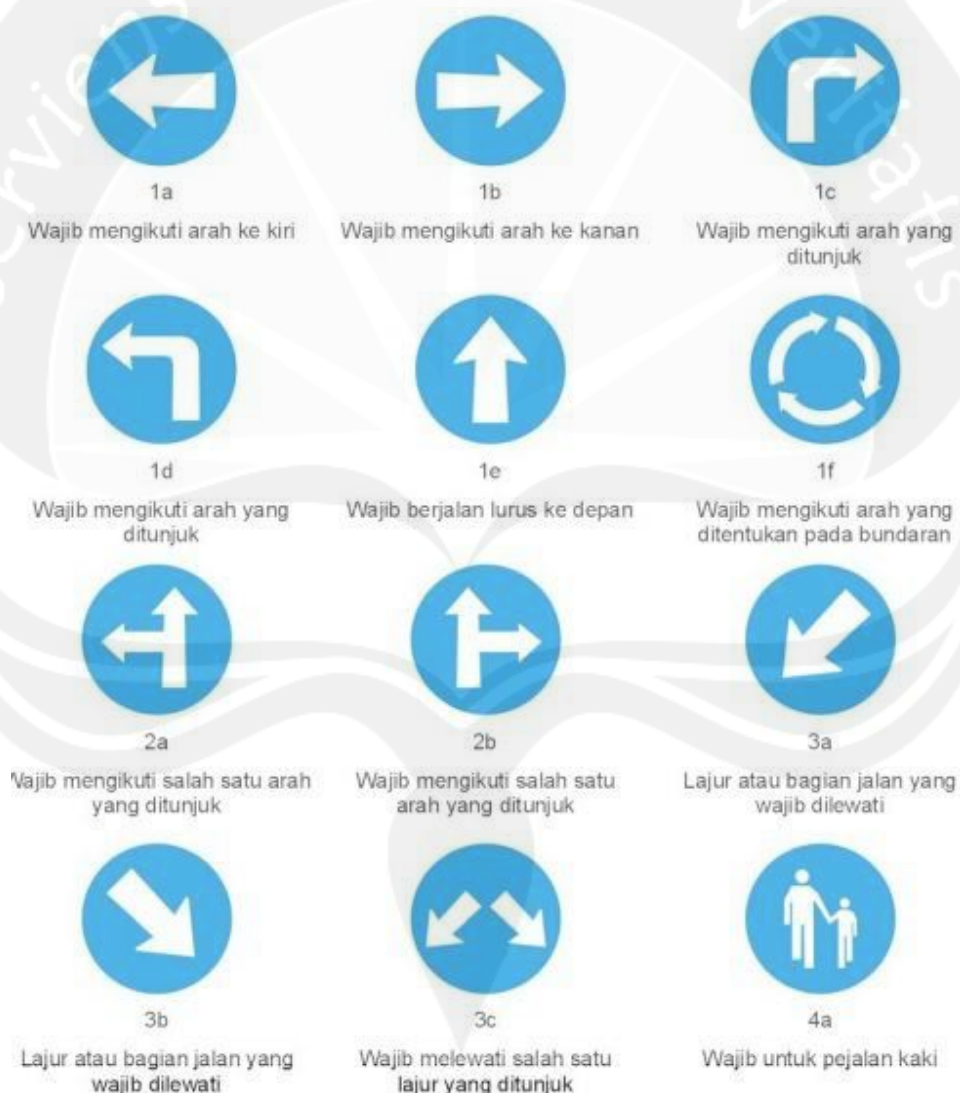 Serviens
Veritatis
1a
1b
1c
Wajib mengikuti arah ke kiri
Wajib mengikuti arah ke kanan
Wajib mengikuti arah yang
ditunjuk
1d
1e
1f
Wajib mengikuti arah yang
ditunjuk
Wajib berjalan lurus ke depan
Wajib mengikuti arah yang
ditentukan pada bundaran
2a
2b
3a
Wajib mengikuti salah satu arah
yang ditunjuk
Wajib mengikuti salah satu
arah yang ditunjuk
Lajur atau bagian jalan yang
wajib dilewati
3b
3c
4a
Lajur atau bagian jalan yang
wajib dilewati
Wajib melewati salah satu
lajur yang ditunjuk
Wajib untuk pejalan kaki